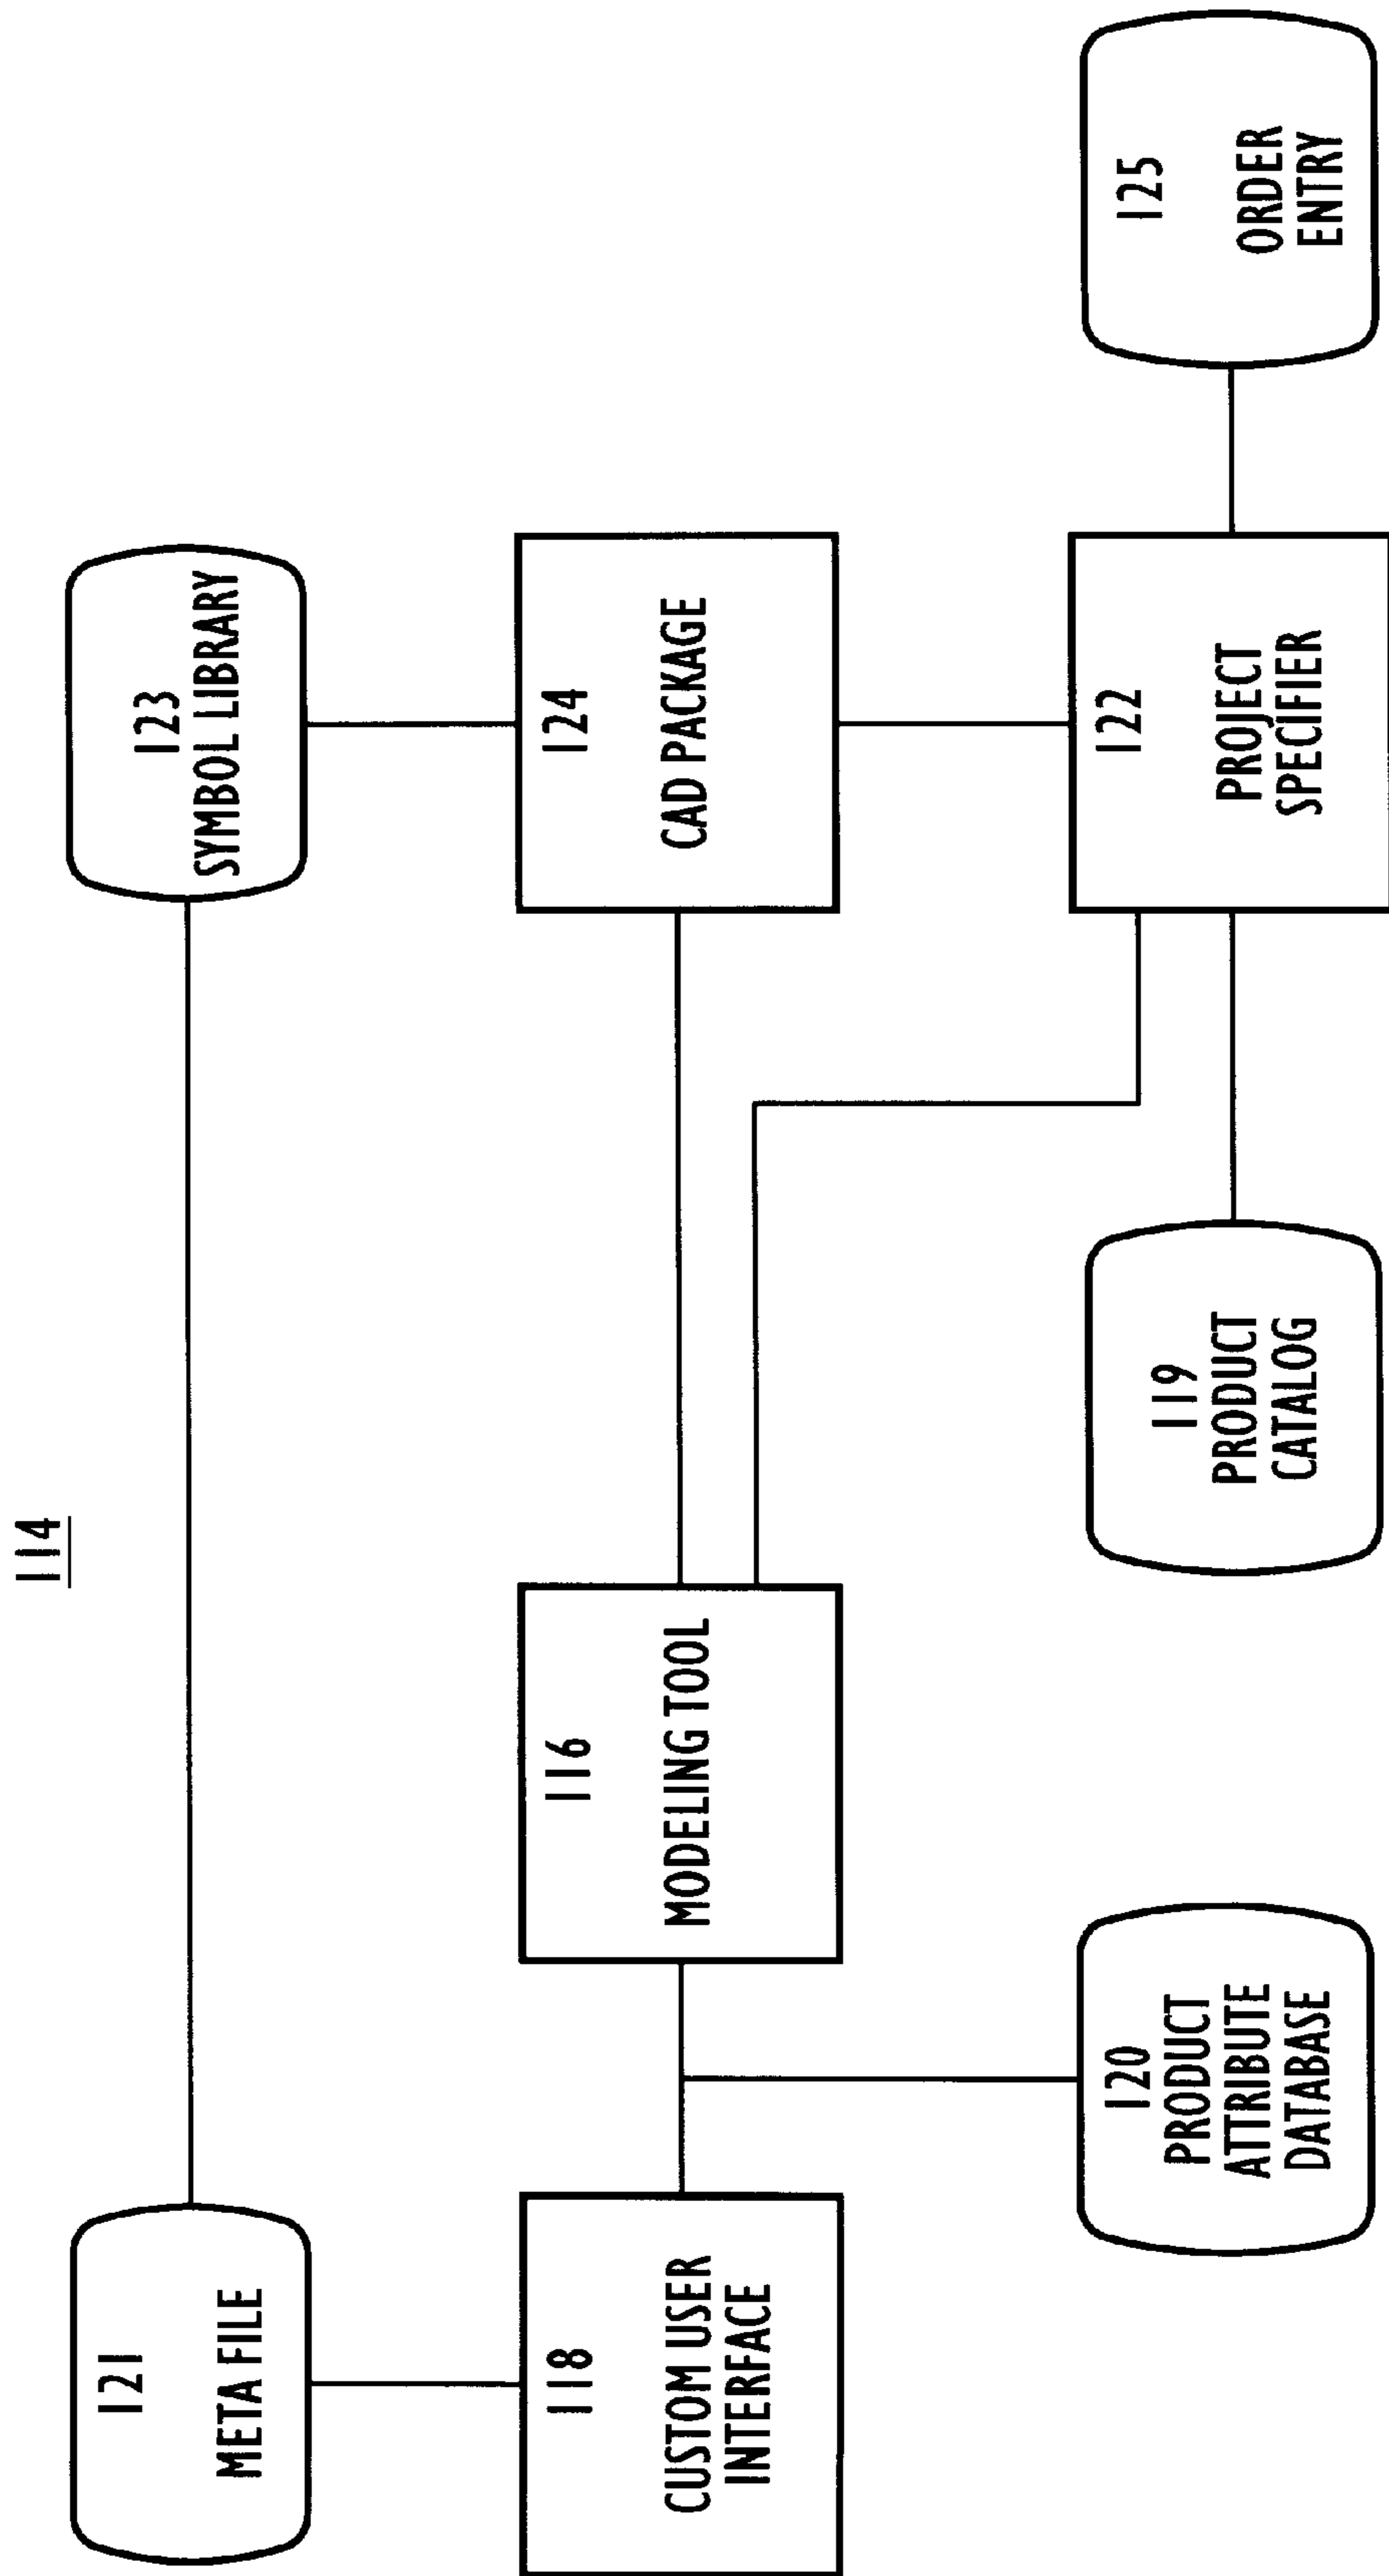 114
121
META FILE
123
SYMBOL LIBRARY
118
CUSTOM USER
INTERFACE
116
MODELING TOOL
124
CAD PACKAGE
120
PRODUCT
ATTRIBUTE
DATABASE
119
PRODUCT
CATALOG
122
PROJECT
SPECIFIER
125
ORDER
ENTRY